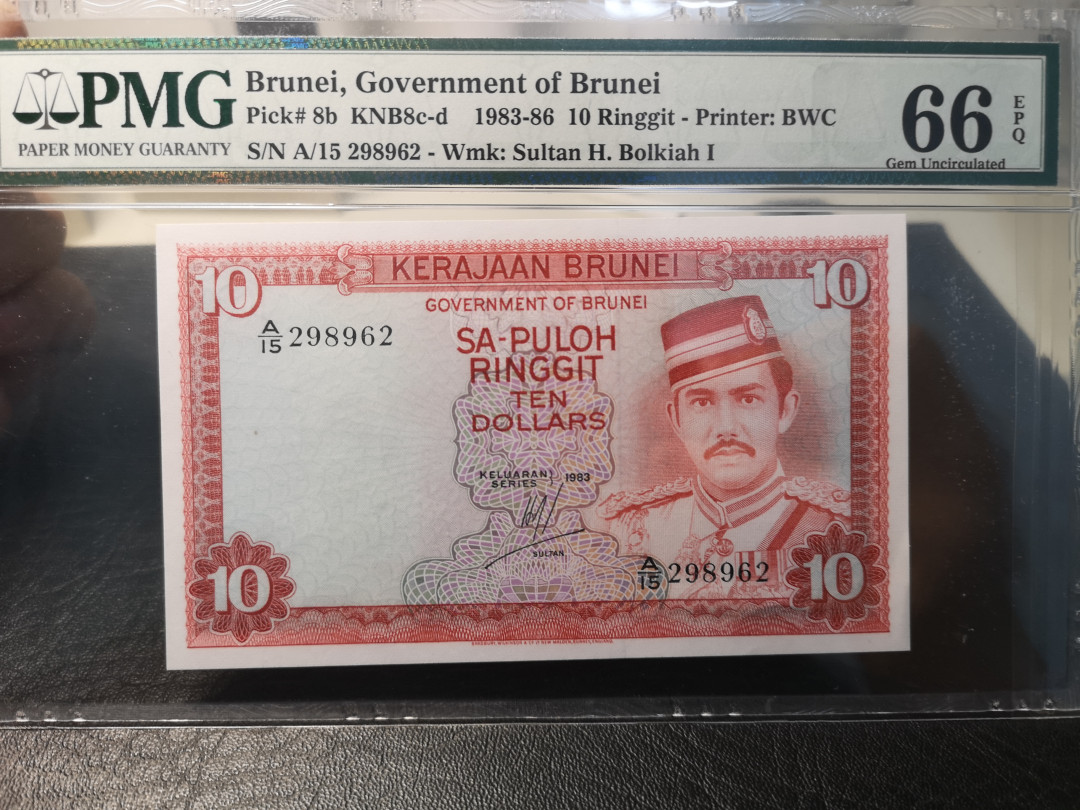 PMG
PAPER MONEY GUARANTY
Brunei, Government of Brunei
Pick# 8b KNB8c-d 1983-86 10 Ringgit - Printer: BWC
S/N A/15 298962 - Wmk: Sultan H. Bolkiah I
66
EPQ
Gem Uncirculated
10
KERAJAAN BRUNEI
10
GOVERNMENT OF BRUNEI
A/15 298962
SA-PULOH
RINGGIT
TEN
DOLLARS
KELUARAN
SERIES
1983
SULTAN
A/15 298962
10
10